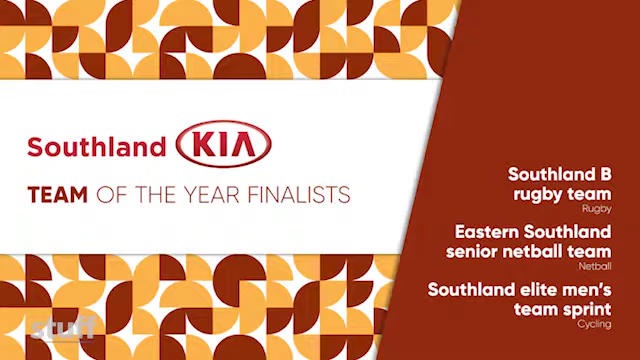 Southland KIA
TEAM OF THE YEAR FINALISTS
Southland B
rugby team
Rugby
Eastern Southland
senior netball team
Netball
Southland elite men's
team sprint
Cycling
stuff